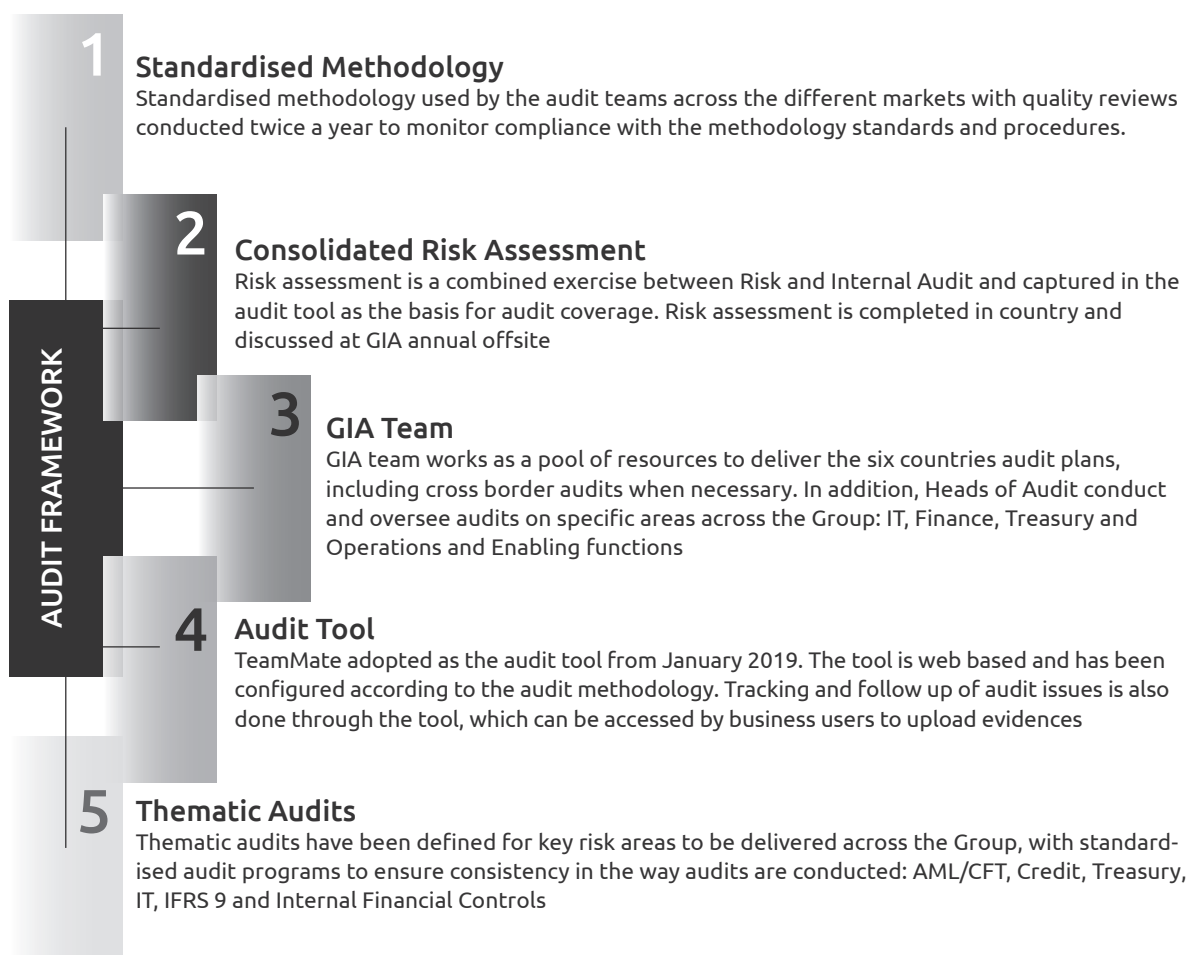 1
Standardised Methodology
Standardised methodology used by the audit teams across the different markets with quality reviews
conducted twice a year to monitor compliance with the methodology standards and procedures.
2
Consolidated Risk Assessment
Risk assessment is a combined exercise between Risk and Internal Audit and captured in the
audit tool as the basis for audit coverage. Risk assessment is completed in country and
discussed at GIA annual offsite
AUDIT FRAMEWORK
3
GIA Team
GIA team works as a pool of resources to deliver the six countries audit plans,
including cross border audits when necessary. In addition, Heads of Audit conduct
and oversee audits on specific areas across the Group: IT, Finance, Treasury and
Operations and Enabling functions
4
Audit Tool
TeamMate adopted as the audit tool from January 2019. The tool is web based and has been
configured according to the audit methodology. Tracking and follow up of audit issues is also
done through the tool, which can be accessed by business users to upload evidences
5
Thematic Audits
Thematic audits have been defined for key risk areas to be delivered across the Group, with standard-
ised audit programs to ensure consistency in the way audits are conducted: AML/CFT, Credit, Treasury,
IT, IFRS 9 and Internal Financial Controls